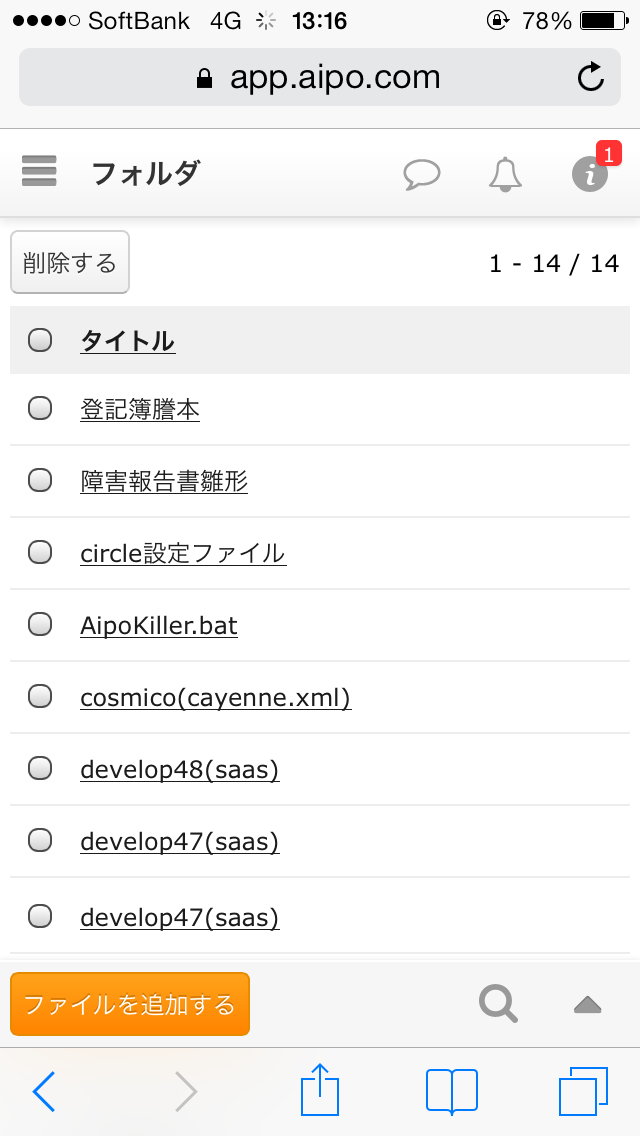 SoftBank 4G 13:16 78%
app.aipo.com
フォルダ 1
削除する 1 - 14 / 14
タイトル
登記簿謄本
障害報告書雛形
circle設定ファイル
AipoKiller.bat
cosmico(cayenne.xml)
develop48(saas)
develop47(saas)
develop47(saas)
ファイルを追加する